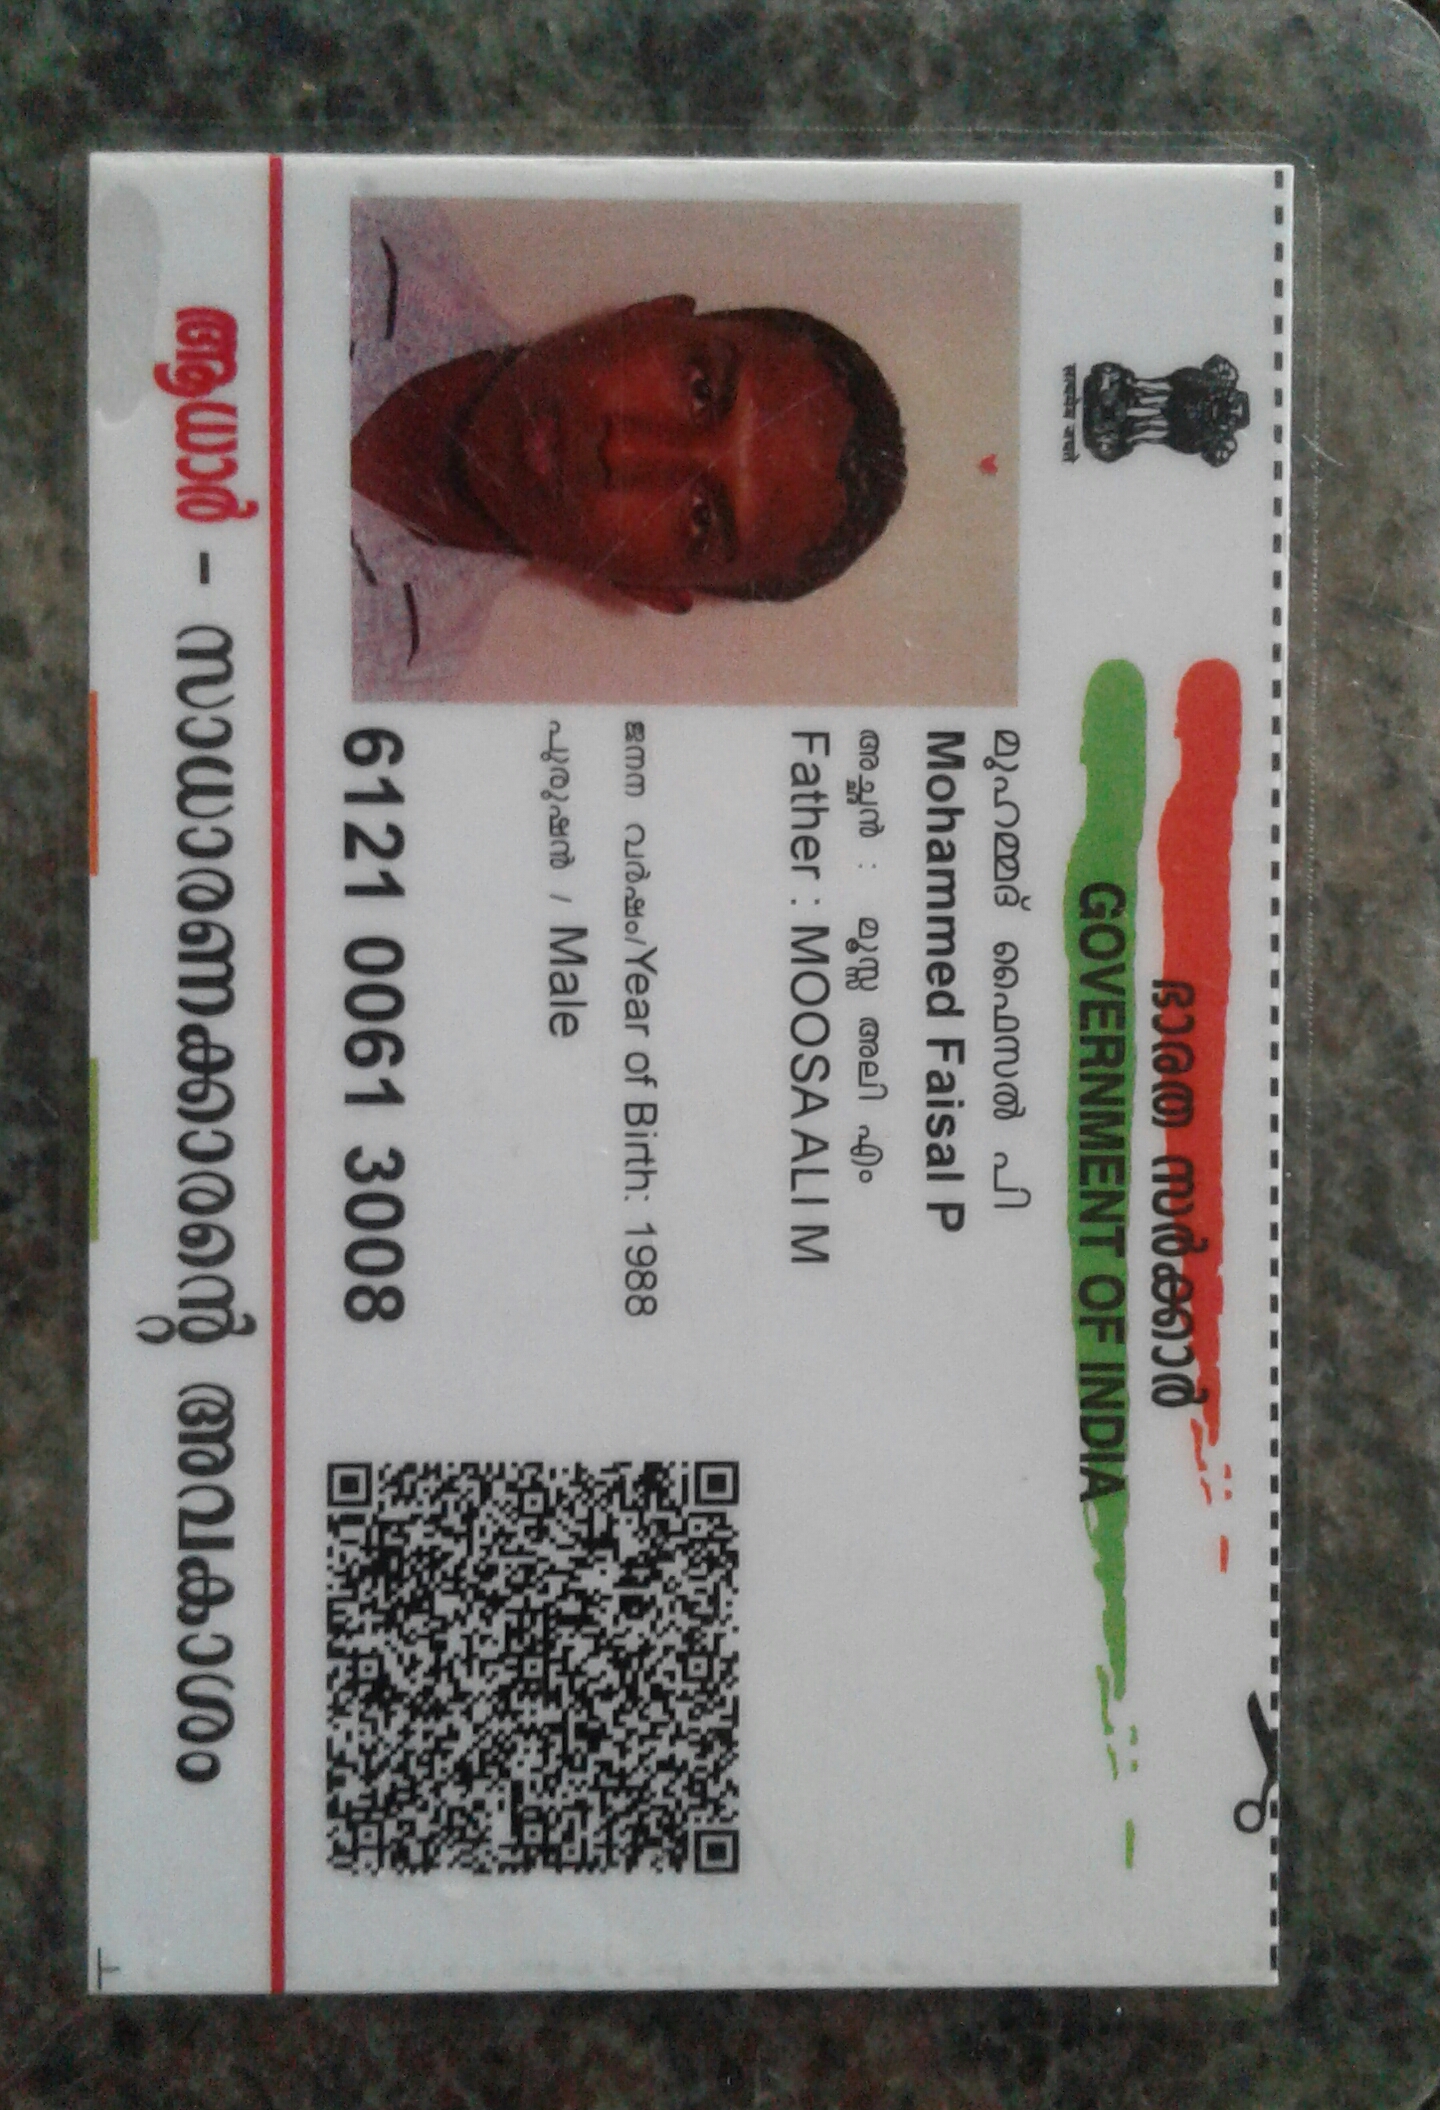 सत्यमेव जयते
ഭാരത സർക്കാർ
GOVERNMENT OF INDIA
മുഹമ്മദ് ഫൈസൽ പി
Mohammed Faisal P
അച്ഛൻ : മൂസ്സ അലി എം
Father : MOOSA ALI M
ജനന വർഷം/Year of Birth: 1988
പുരുഷൻ / Male
6121 0061 3008
ആധാർ - സാധാരണക്കാരന്റെ അവകാശം